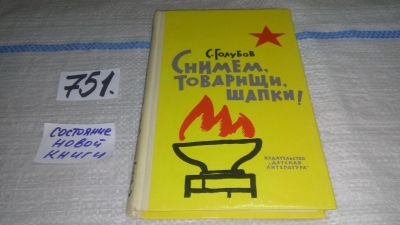 751.
состояние
новой
книги
С. Голубов
Снимем,
товарищи,
шапки!
ИЗДАТЕЛЬСТВО
„ДЕТСКАЯ
ЛИТЕРАТУРА"